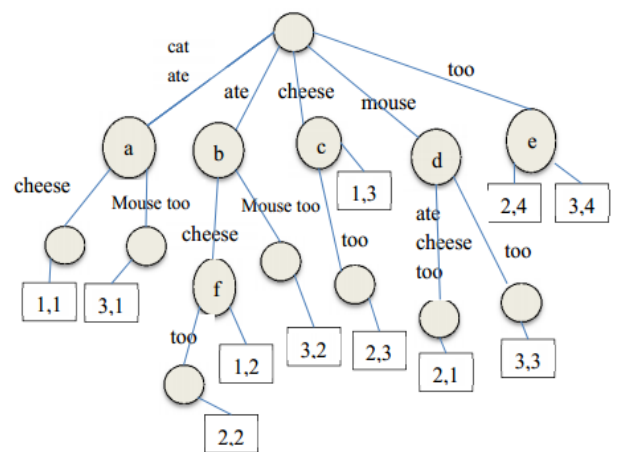 cat
ate
ate
cheese
mouse
too
a
b
c
d
e
cheese
Mouse too
cheese
Mouse too
1,3
too
ate
cheese
too
too
2,4
3,4
1,1
3,1
f
too
1,2
3,2
2,3
2,1
3,3
2,2